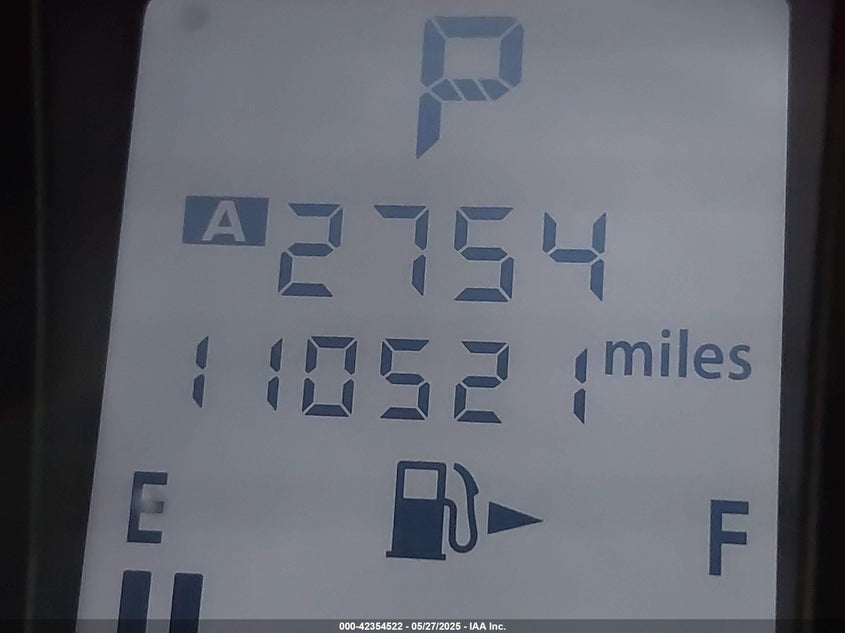 P
A 2754
110521 miles
E F
000-42354522 - 05/27/2025 - IAA Inc.